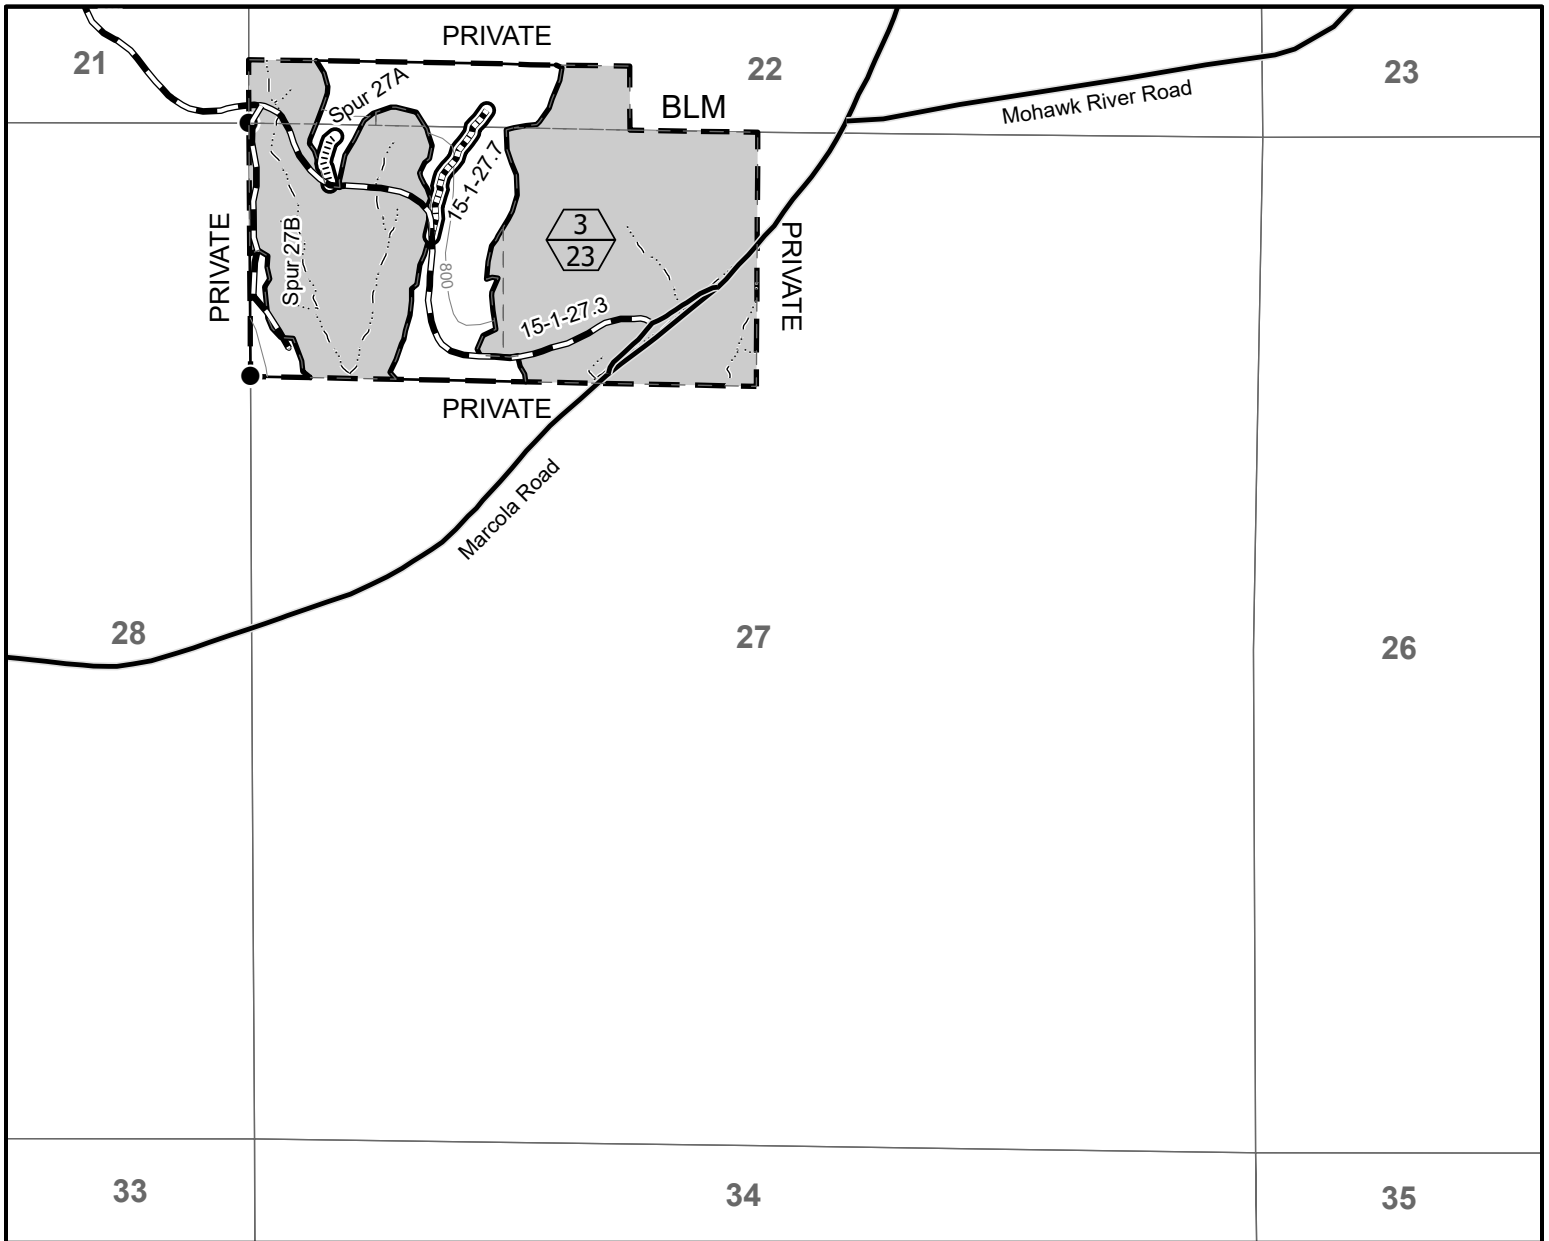 PRIVATE
21
22
23
Spur 27A
BLM
Mohawk River Road
15-1-27.7
PRIVATE
Spur 27B
3
23
PRIVATE
800
15-1-27.3
PRIVATE
Marcola Road
28
27
26
33
34
35